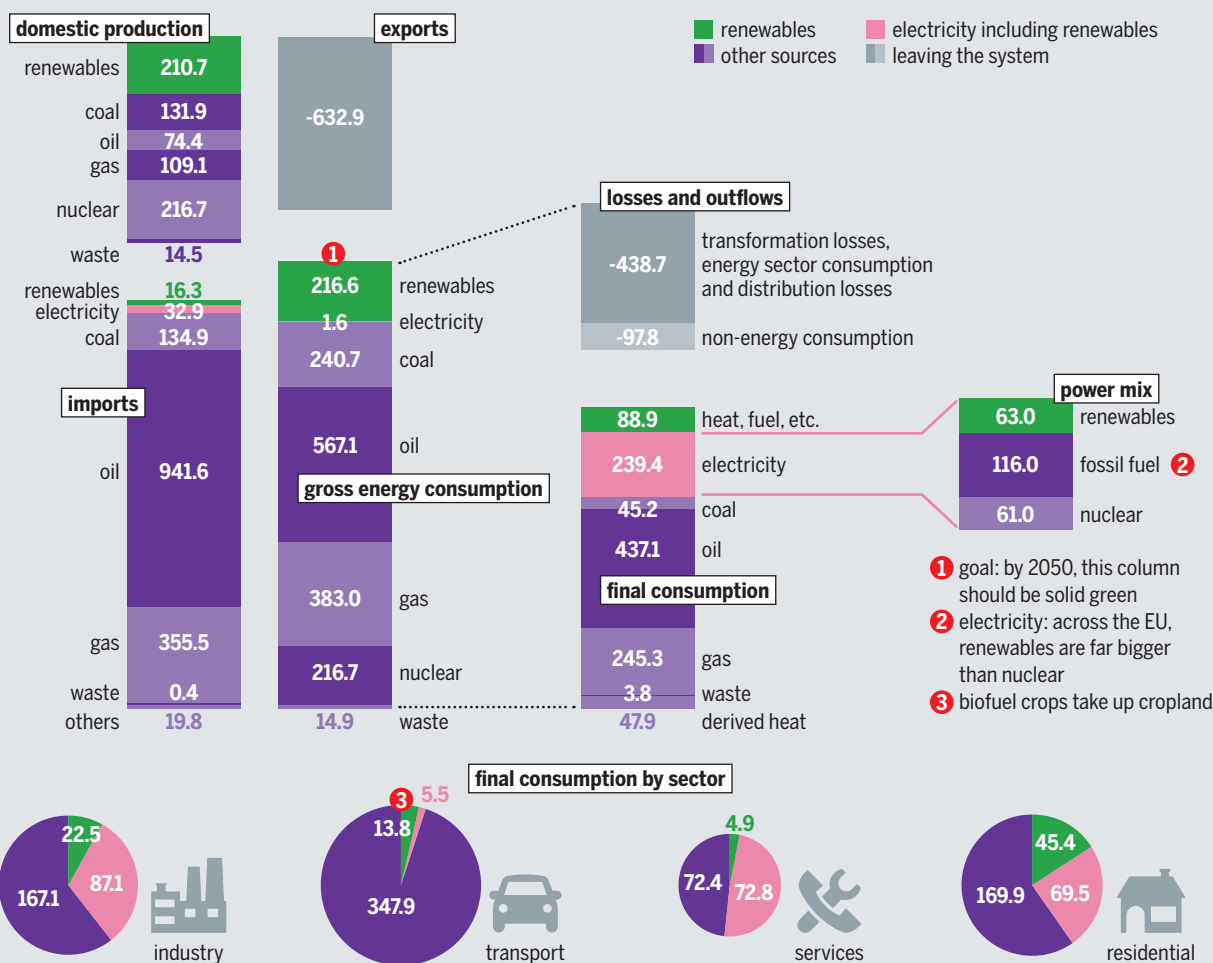 domestic production
renewables 210.7
coal 131.9
oil 74.4
gas 109.1
nuclear 216.7
waste 14.5
imports
renewables 16.3
electricity 32.9
coal 134.9
oil 941.6
gas 355.5
waste 0.4
others 19.8
exports
-632.9
renewables
other sources
electricity including renewables
leaving the system
gross energy consumption
1
216.6 renewables
1.6 electricity
240.7 coal
567.1 oil
383.0 gas
216.7 nuclear
14.9 waste
losses and outflows
-438.7
transformation losses,
energy sector consumption
and distribution losses
-97.8 non-energy consumption
final consumption
88.9 heat, fuel, etc.
239.4 electricity
45.2 coal
437.1 oil
245.3 gas
3.8 waste
47.9 derived heat
power mix
63.0 renewables
116.0 fossil fuel 2
61.0 nuclear
1 goal: by 2050, this column
should be solid green
2 electricity: across the EU,
renewables are far bigger
than nuclear
3 biofuel crops take up cropland
final consumption by sector
22.5
87.1
167.1
industry
3
13.8
5.5
347.9
transport
4.9
72.8
72.4
services
45.4
69.5
169.9
residential